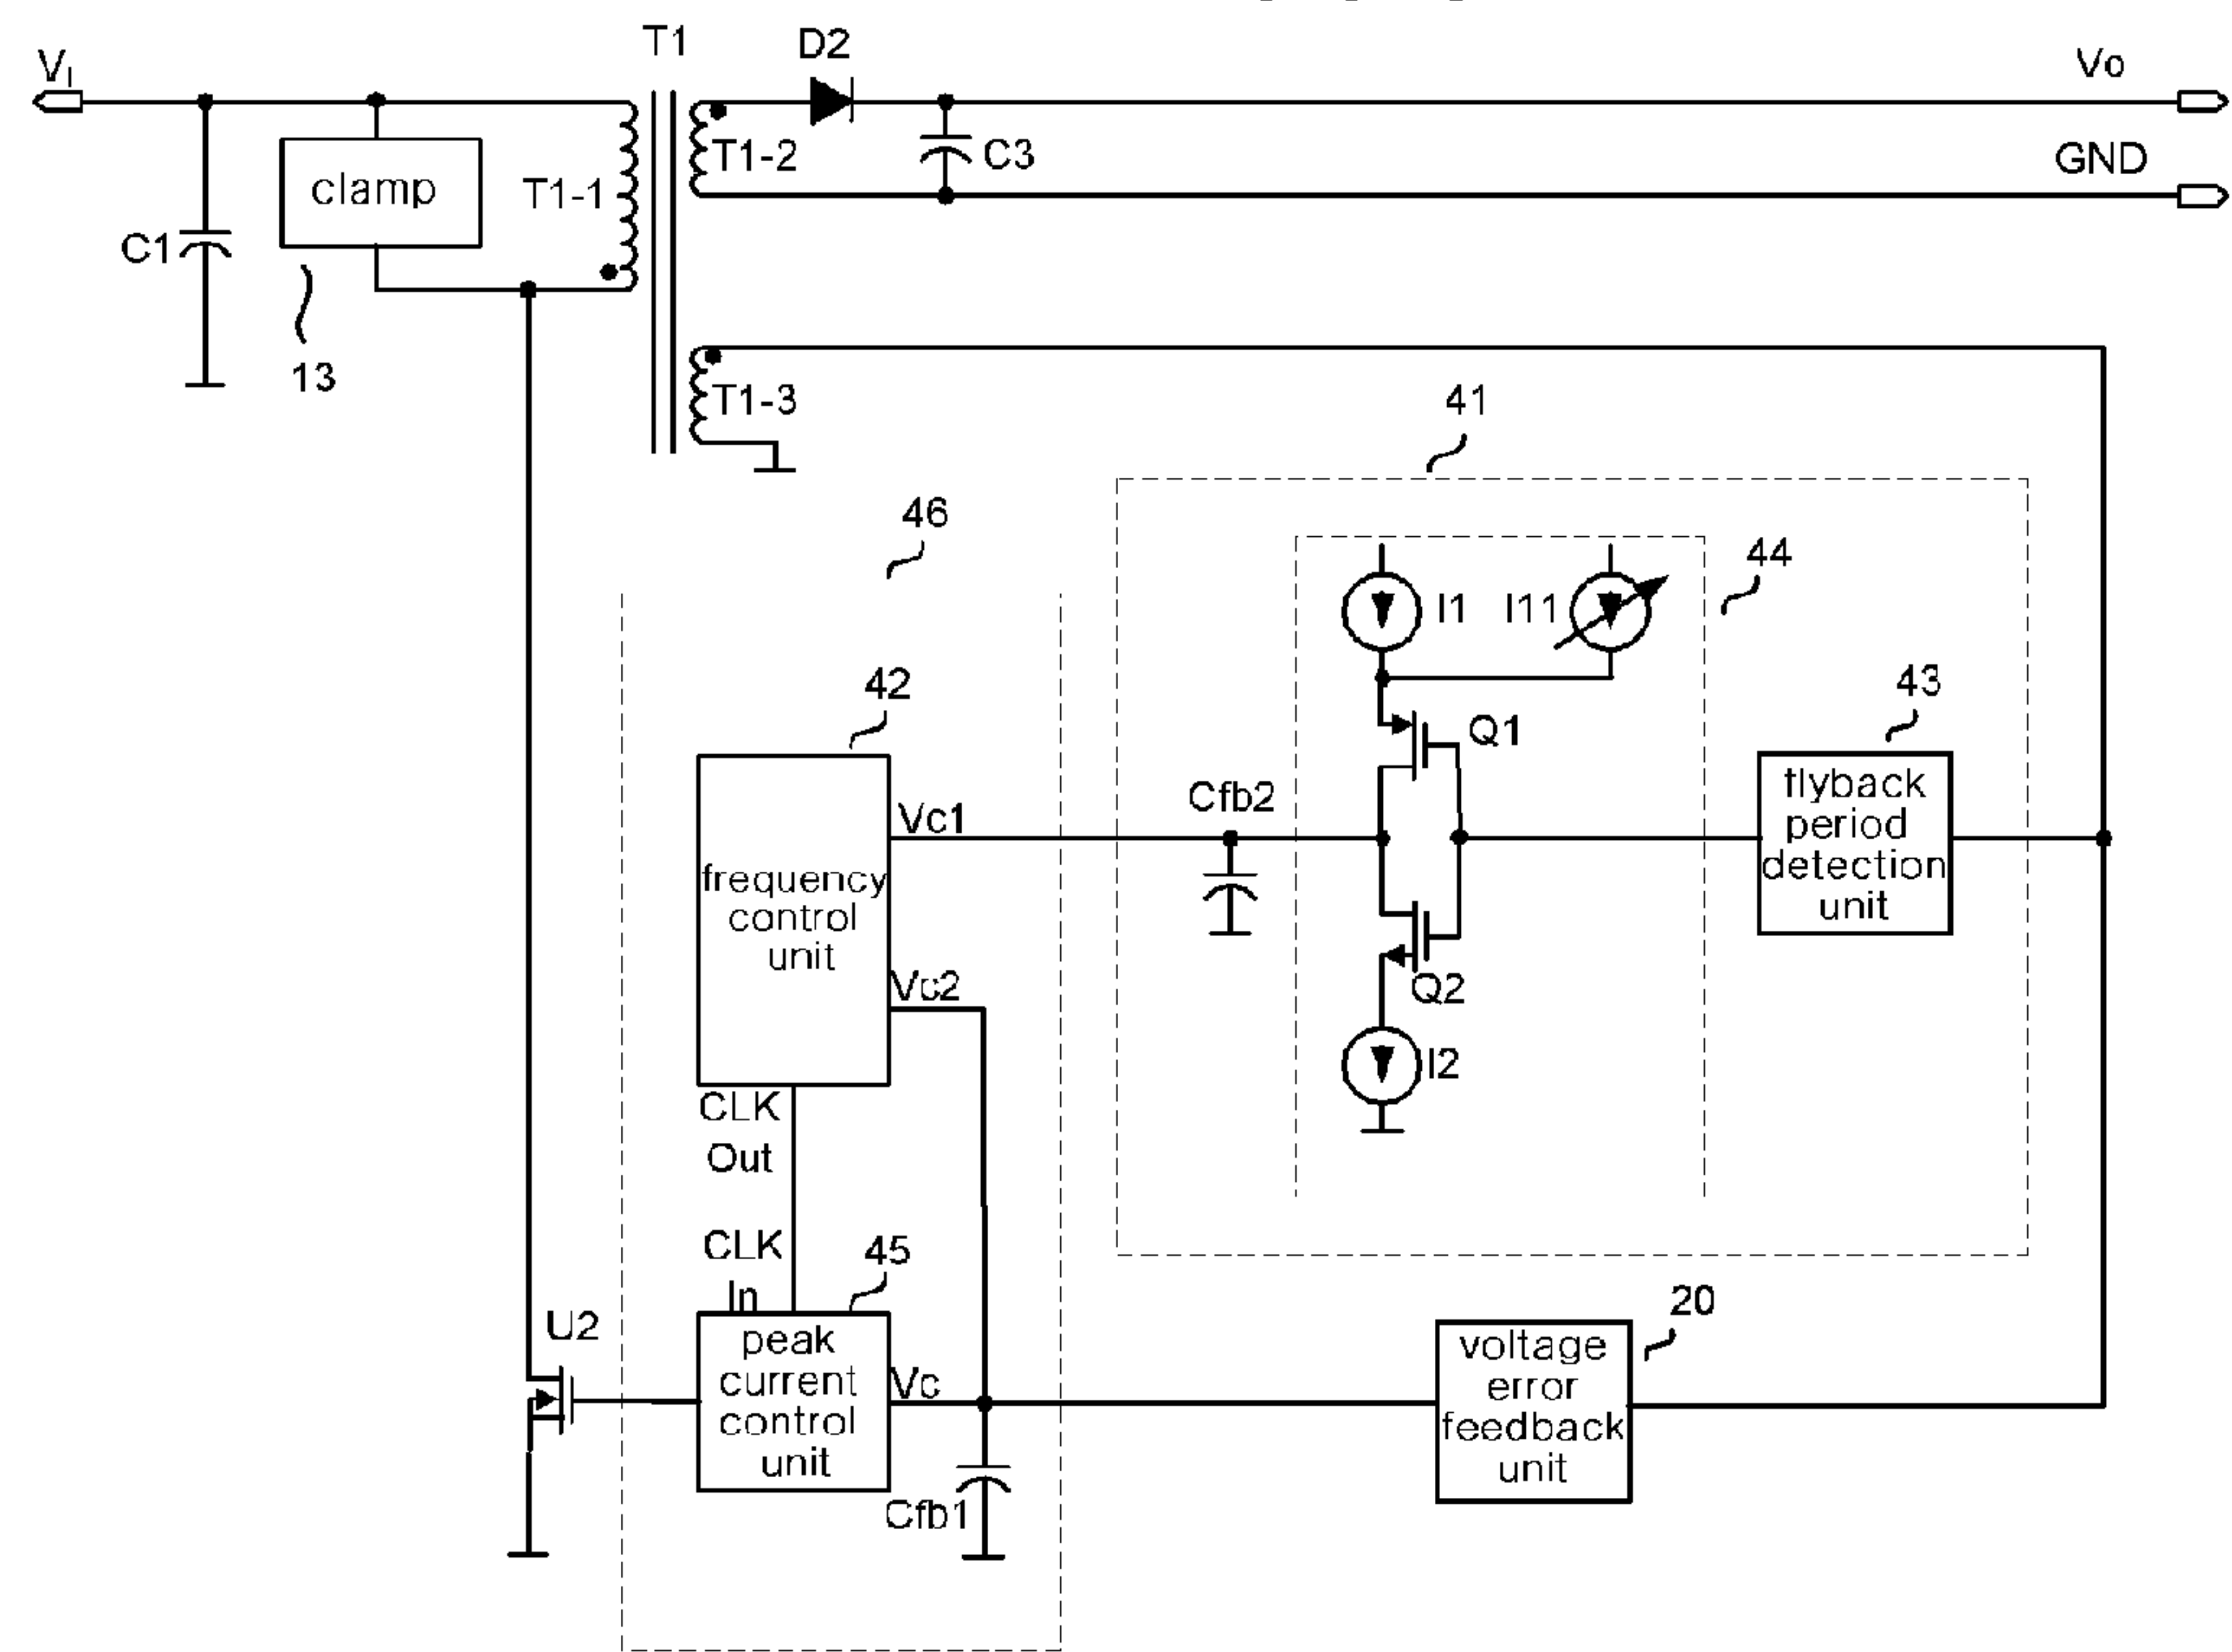 T1
D2
Vo
VI
GND
clamp
T1-1
T1-2
C3
C1
13
T1-3
41
46
44
I1
I11
42
43
Q1
flyback
period
detection
unit
Cfb2
Vc1
frequency
control
unit
Vc2
Q2
I2
CLK
Out
CLK
In
45
20
U2
peak
current
control
unit
Vc
voltage
error
feedback
unit
Cfb1